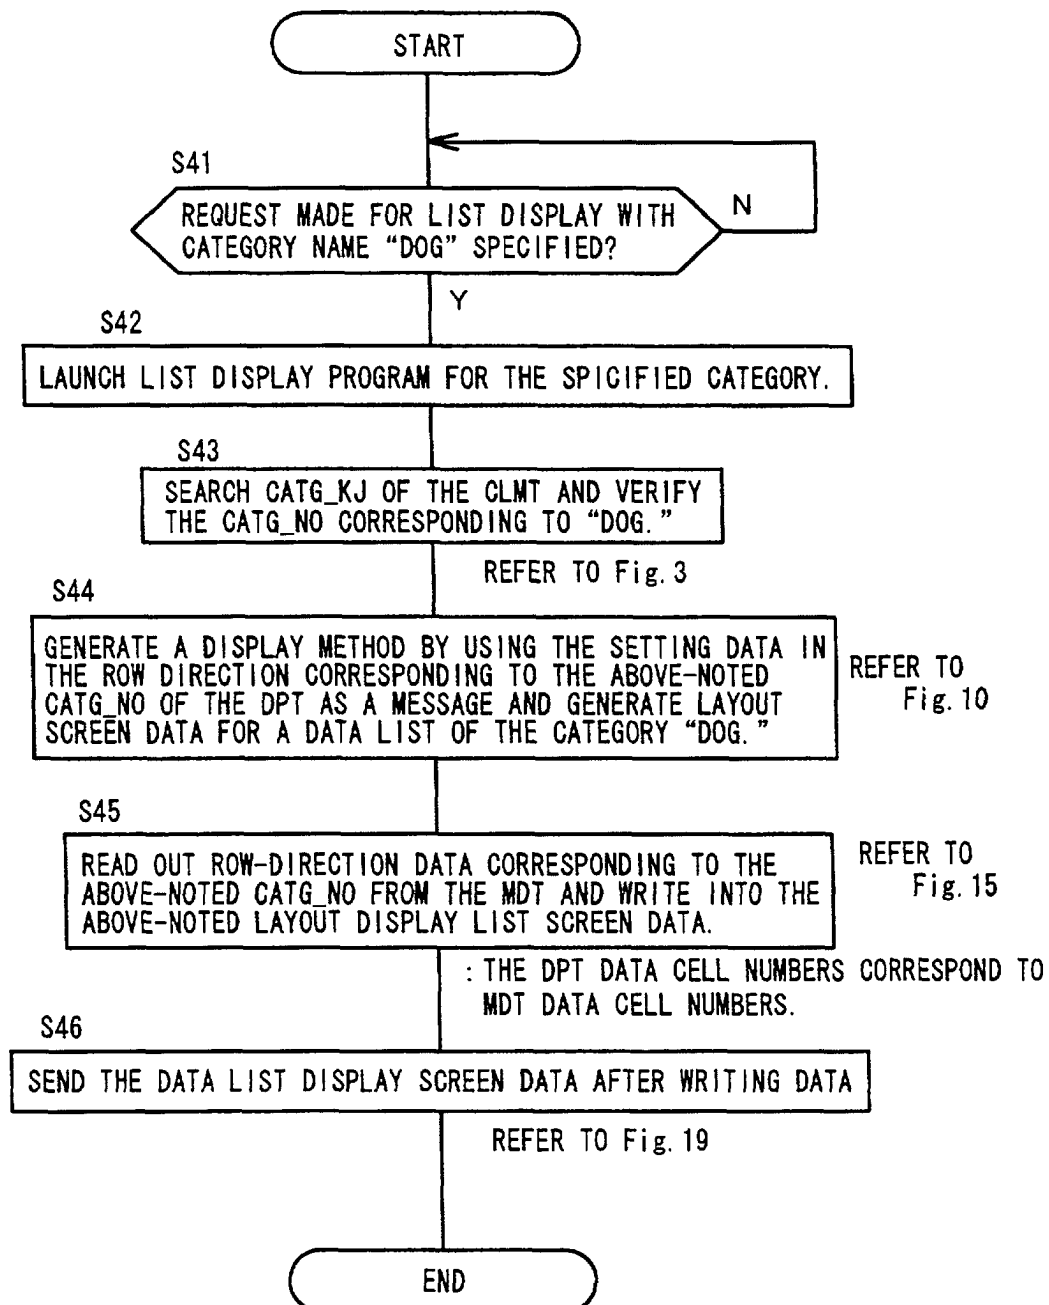 START
S41
REQUEST MADE FOR LIST DISPLAY WITH
CATEGORY NAME “DOG” SPECIFIED?
N
Y
S42
LAUNCH LIST DISPLAY PROGRAM FOR THE SPICIFIED CATEGORY.
S43
SEARCH CATG_KJ OF THE CLMT AND VERIFY
THE CATG_NO CORRESPONDING TO “DOG.”
REFER TO Fig. 3
S44
GENERATE A DISPLAY METHOD BY USING THE SETTING DATA IN
THE ROW DIRECTION CORRESPONDING TO THE ABOVE-NOTED
CATG_NO OF THE DPT AS A MESSAGE AND GENERATE LAYOUT
SCREEN DATA FOR A DATA LIST OF THE CATEGORY “DOG.”
REFER TO
Fig. 10
S45
READ OUT ROW-DIRECTION DATA CORRESPONDING TO THE
ABOVE-NOTED CATG_NO FROM THE MDT AND WRITE INTO THE
ABOVE-NOTED LAYOUT DISPLAY LIST SCREEN DATA.
REFER TO
Fig. 15
: THE DPT DATA CELL NUMBERS CORRESPOND TO
MDT DATA CELL NUMBERS.
S46
SEND THE DATA LIST DISPLAY SCREEN DATA AFTER WRITING DATA
REFER TO Fig. 19
END